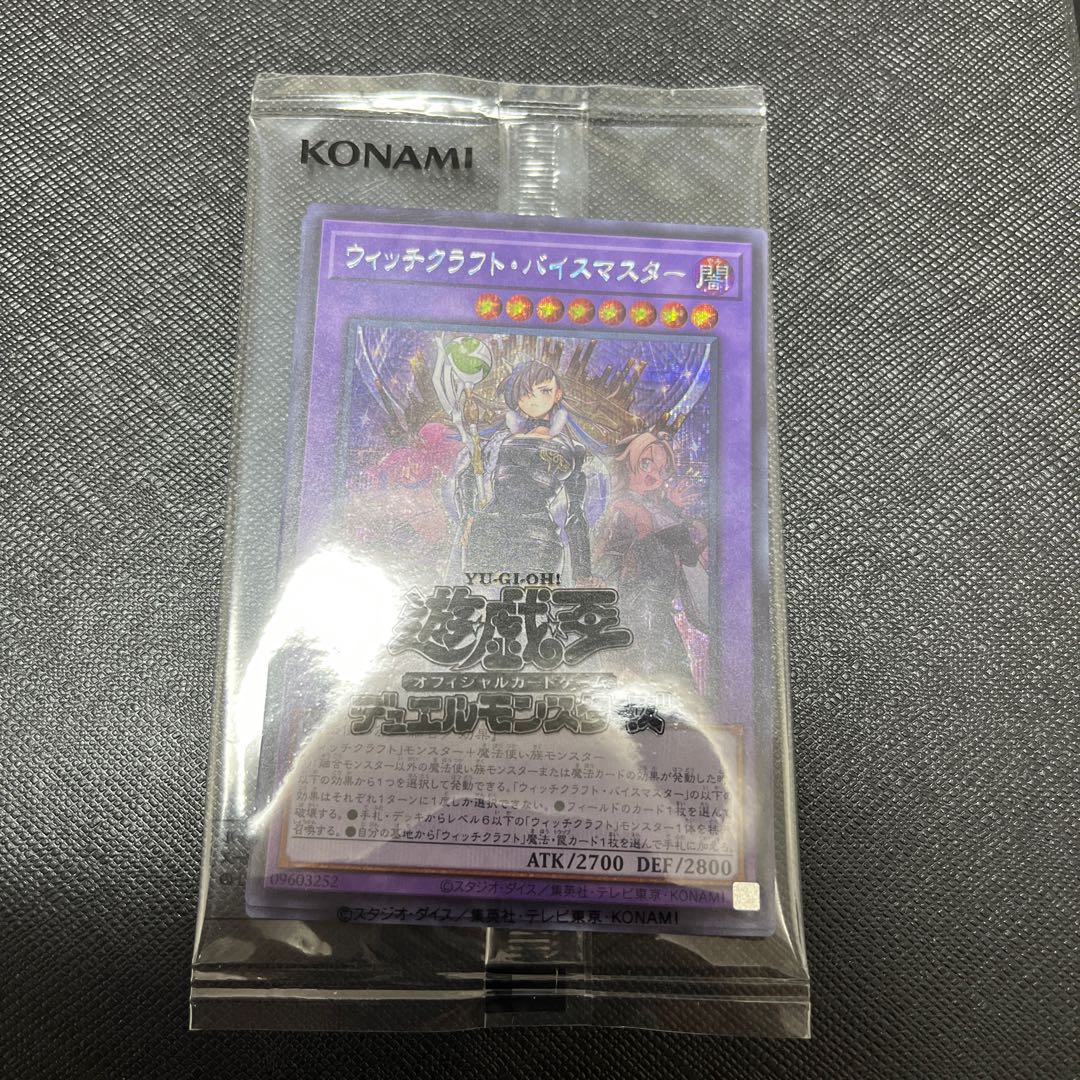 KONAMI
ウィッチクラフト・バイスマスター
闇
YU-GI-OH!
遊戯王
オフィシャルカードゲーム
デュエルモンスターズ
ィッチクラフト」モンスター+魔法使い族モンスター
融合モンスター以外の魔法使い族モンスターまたは魔法カードの効果が発動した時
以下の効果から1つを選択して発動できる。「ウィッチクラフト・バイスマスター」の以下の
効果はそれぞれ1ターンに1度しか選択できない。●フィールドのカード1枚を選んで
破壊する。●手札・デッキからレベル6以下の「ウィッチクラフト」モンスター1体を特
召喚する。●自分の墓地から「ウィッチクラフト」魔法・罠カード1枚を選んで手札に加える。
ATK/2700 DEF/2800
09603252
©スタジオ・ダイス/集英社・テレビ東京・KONAMI
©スタジオ・ダイス/集英社・テレビ東京・KONAMI